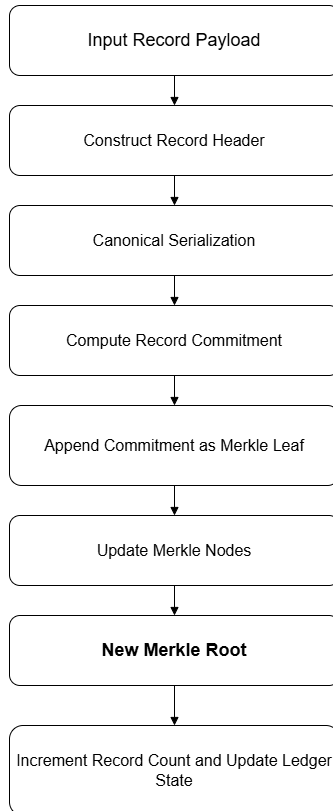 Input Record Payload
Construct Record Header
Canonical Serialization
Compute Record Commitment
Append Commitment as Merkle Leaf
Update Merkle Nodes
New Merkle Root
Increment Record Count and Update Ledger
State